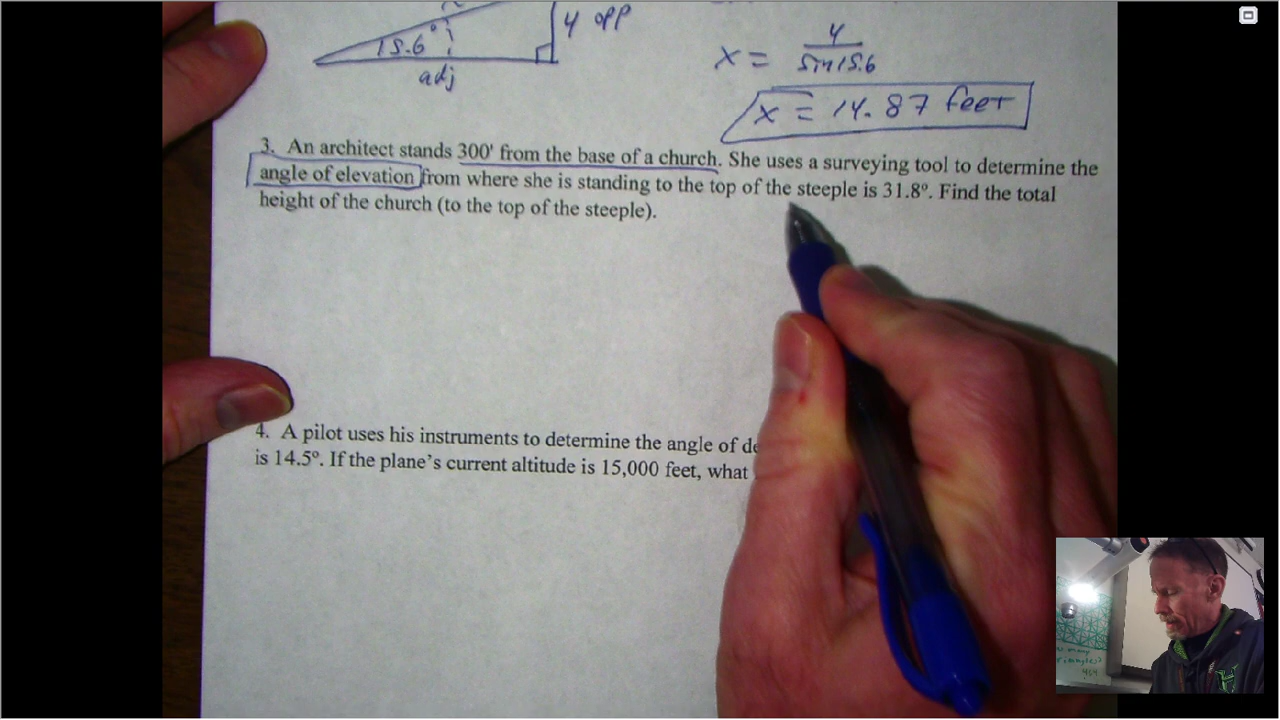 15.6°
adj
4 opp
x = 4
sin 15.6
x = 14.87 feet
3. An architect stands 300' from the base of a church. She uses a surveying tool to determine the
angle of elevation from where she is standing to the top of the steeple is 31.8º. Find the total
height of the church (to the top of the steeple).
4. A pilot uses his instruments to determine the angle of de
is 14.5º. If the plane's current altitude is 15,000 feet, what